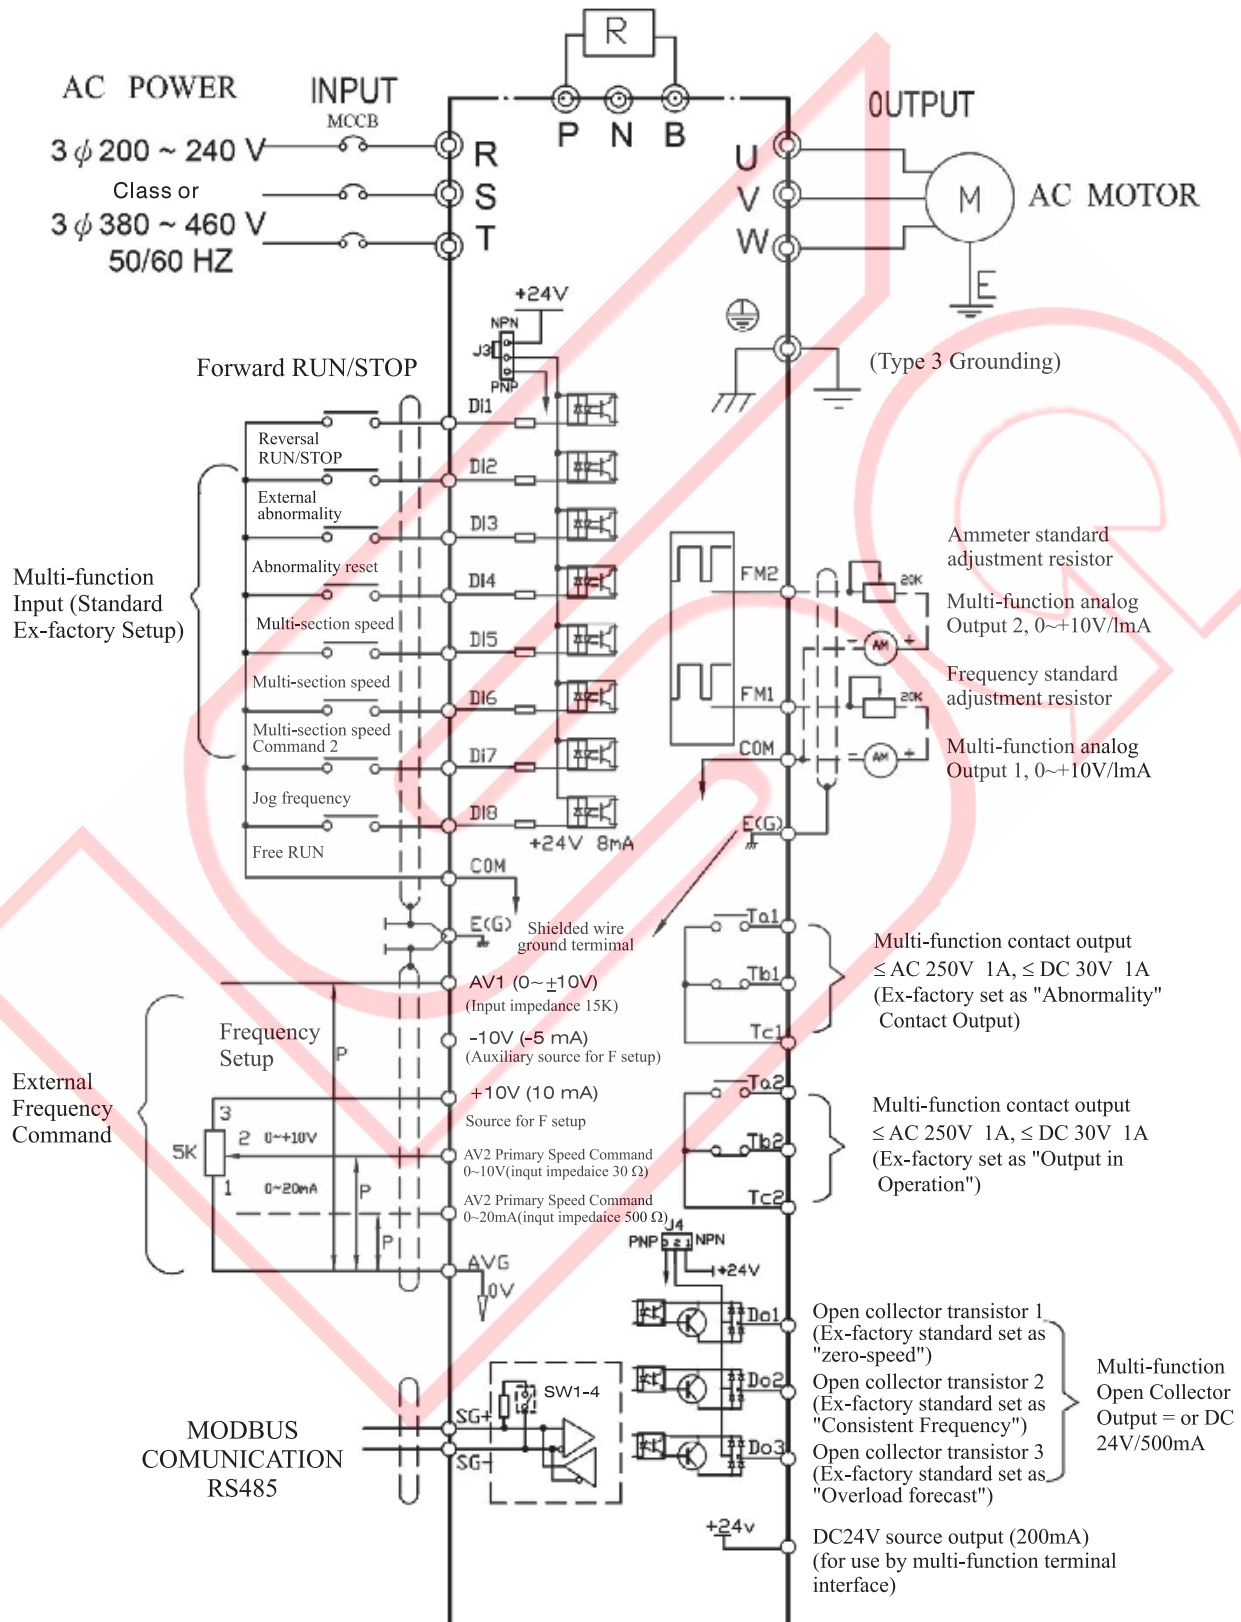 R
AC POWER
INPUT
MCCB
OUTPUT
P N B
3 ϕ 200 ~ 240 V
R
U
Class or
S
V
M
AC MOTOR
3 ϕ 380 ~ 460 V
T
W
50/60 HZ
E
+24V
NPN
J3
PNP
Forward RUN/STOP
(Type 3 Grounding)
Di1
Reversal
RUN/STOP
DI2
External
abnormality
DI3
Abnormality reset
DI4
Multi-section speed
DI5
Multi-section speed
DI6
Multi-section speed
Command 2
Di7
Jog frequency
DI8
Free RUN
+24V 8mA
COM
Multi-function
Input (Standard
Ex-factory Setup)
FM2
20K
AM
- +
FM1
20K
COM
AM
- +
E(G)
Ammeter standard
adjustment resistor
Multi-function analog
Output 2, 0~+10V/lmA
Frequency standard
adjustment resistor
Multi-function analog
Output 1, 0~+10V/lmA
E(G)
Shielded wire
ground termimal
AV1 (0~±10V)
(Input impedance 15K)
-10V (-5 mA)
(Auxiliary source for F setup)
+10V (10 mA)
Source for F setup
AV2 Primary Speed Command
0~10V(inqut impedaice 30 Ω)
AV2 Primary Speed Command
0~20mA(inqut impedaice 500 Ω)
AVG
0V
Frequency
Setup
P
External
Frequency
Command
3
5K
2
0~+10V
1
0~20mA
P
P
Ta1
Tb1
Tc1
Multi-function contact output
≤ AC 250V 1A, ≤ DC 30V 1A
(Ex-factory set as "Abnormality"
Contact Output)
Ta2
Tb2
Tc2
Multi-function contact output
≤ AC 250V 1A, ≤ DC 30V 1A
(Ex-factory set as "Output in
Operation")
J4
PNP 3 2 1 NPN
+24V
Do1
Do2
Do3
Open collector transistor 1
(Ex-factory standard set as
"zero-speed")
Open collector transistor 2
(Ex-factory standard set as
"Consistent Frequency")
Open collector transistor 3
(Ex-factory standard set as
"Overload forecast")
Multi-function
Open Collector
Output = or DC
24V/500mA
MODBUS
COMUNICATION
RS485
SG+
SG-
SW1-4
+24v
DC24V source output (200mA)
(for use by multi-function terminal
interface)